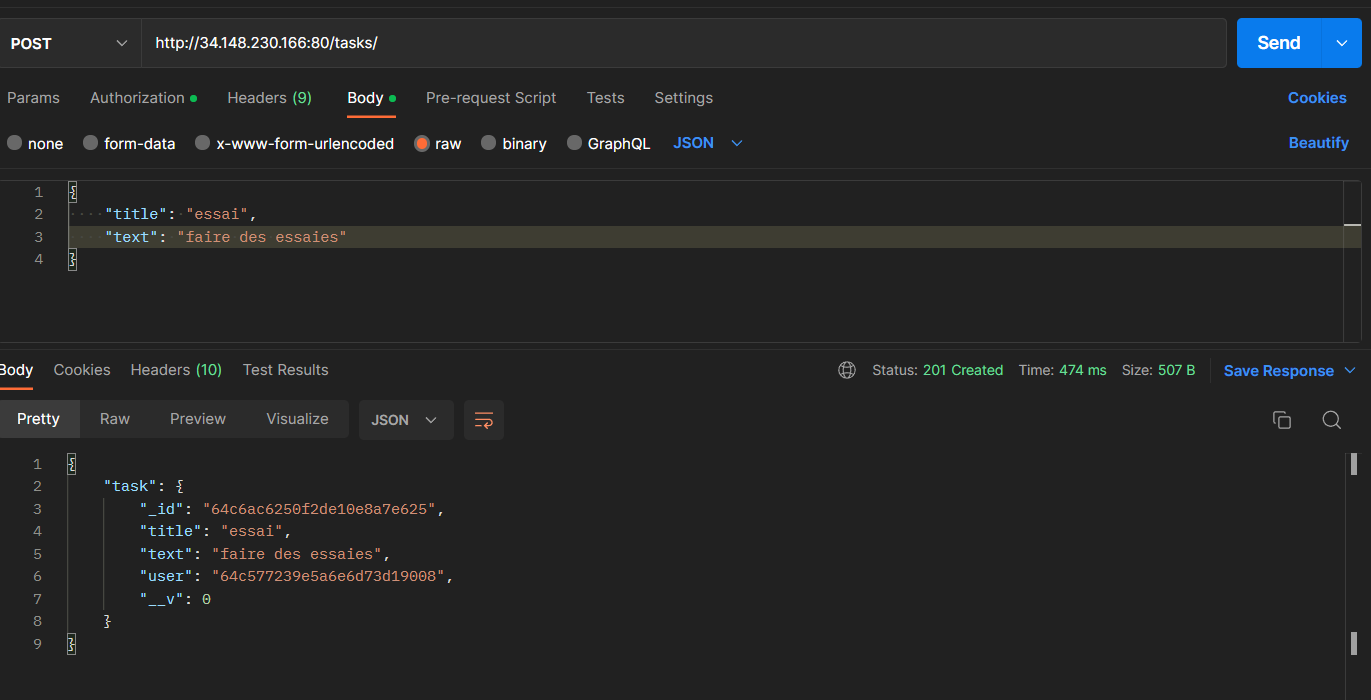 POST http://34.148.230.166:80/tasks/ Send
Params Authorization Headers (9) Body Pre-request Script Tests Settings Cookies
none form-data x-www-form-urlencoded raw binary GraphQL JSON Beautify
1 {
2 ····"title":·"essai",
3 ····"text":·"faire des essaies"
4 }
Body Cookies Headers (10) Test Results Status: 201 Created Time: 474 ms Size: 507 B Save Response
Pretty Raw Preview Visualize JSON
1 {
2 "task": {
3 "_id": "64c6ac6250f2de10e8a7e625",
4 "title": "essai",
5 "text": "faire des essaies",
6 "user": "64c577239e5a6e6d73d19008",
7 "__v": 0
8 }
9 }